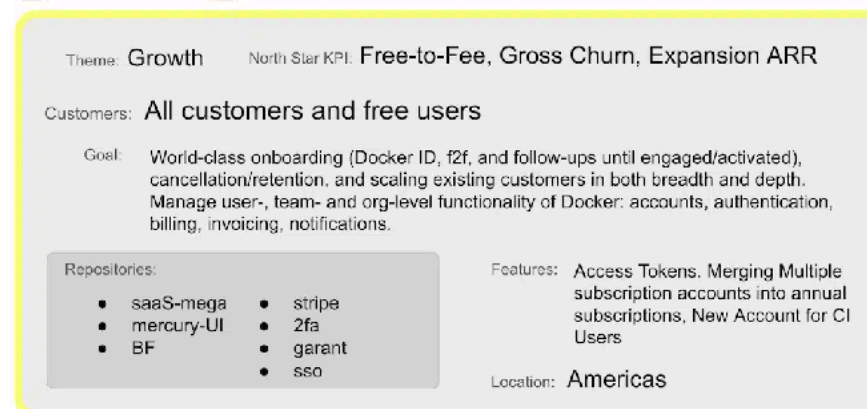 Theme: Growth North Star KPI: Free-to-Fee, Gross Churn, Expansion ARR
Customers: All customers and free users
Goal: World-class onboarding (Docker ID, f2f, and follow-ups until engaged/activated),
cancellation/retention, and scaling existing customers in both breadth and depth.
Manage user-, team- and org-level functionality of Docker: accounts, authentication,
billing, invoicing, notifications.
Repositories:
● saaS-mega
● mercury-UI
● BF
● stripe
● 2fa
● garant
● sso
Features: Access Tokens. Merging Multiple
subscription accounts into annual
subscriptions, New Account for CI
Users
Location: Americas